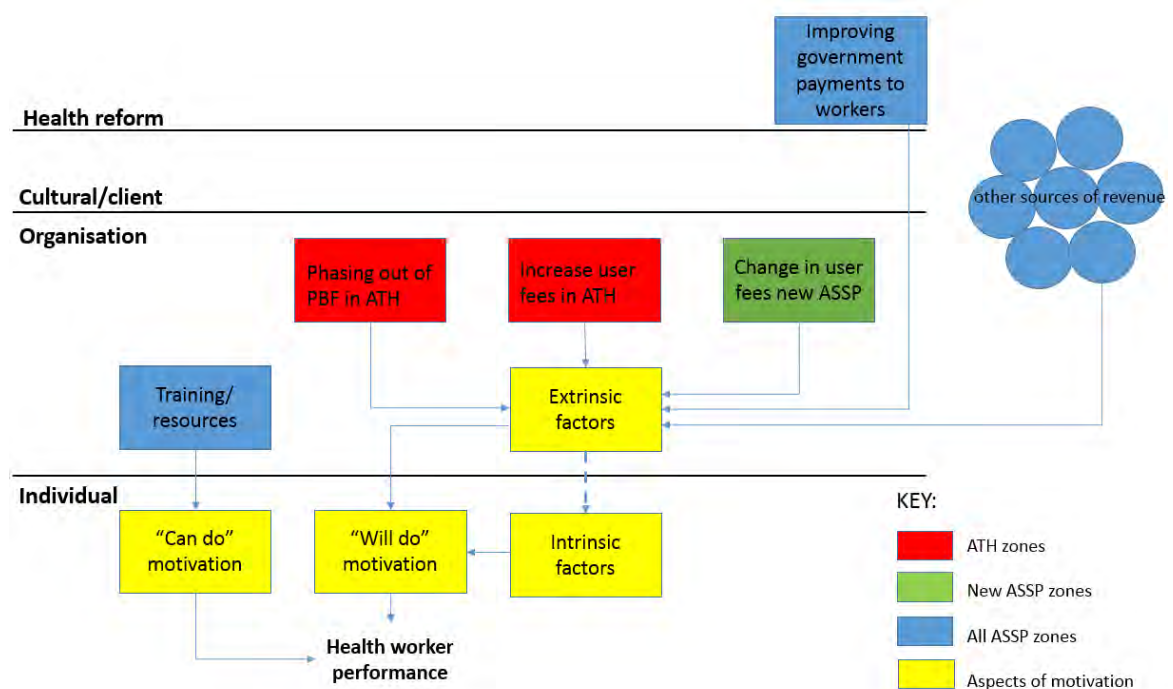 Improving
government
payments to
workers
Health reform
Cultural/client
other sources of revenue
Organisation
Phasing out of
PBF in ATH
Increase user
fees in ATH
Change in user
fees new ASSP
Training/
resources
Extrinsic
factors
Individual
"Can do"
motivation
"Will do"
motivation
Intrinsic
factors
Health worker
performance
KEY:
ATH zones
New ASSP zones
All ASSP zones
Aspects of motivation